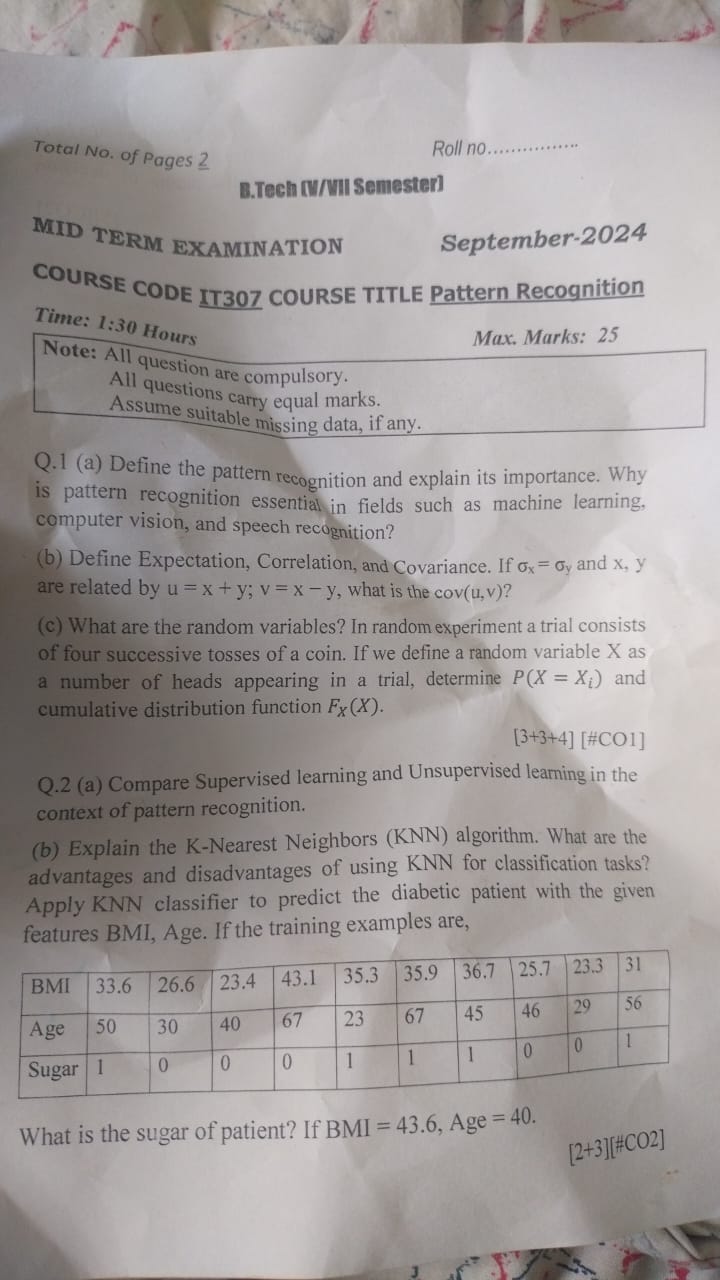 Total No. of Pages 2
Roll no................
B.Tech (V/VII Semester)
MID TERM EXAMINATION
September-2024
COURSE CODE IT307 COURSE TITLE Pattern Recognition
Time: 1:30 Hours
Max. Marks: 25
Note: All question are compulsory.
All questions carry equal marks.
Assume suitable missing data, if any.
Q.1 (a) Define the pattern recognition and explain its importance. Why
is pattern recognition essential in fields such as machine learning,
computer vision, and speech recognition?
(b) Define Expectation, Correlation, and Covariance. If σx = σy and x, y
are related by u = x + y; v = x – y, what is the cov(u,v)?
(c) What are the random variables? In random experiment a trial consists
of four successive tosses of a coin. If we define a random variable X as
a number of heads appearing in a trial, determine P(X = Xi) and
cumulative distribution function FX(X).
[3+3+4] [#CO1]
Q.2 (a) Compare Supervised learning and Unsupervised learning in the
context of pattern recognition.
(b) Explain the K-Nearest Neighbors (KNN) algorithm. What are the
advantages and disadvantages of using KNN for classification tasks?
Apply KNN classifier to predict the diabetic patient with the given
features BMI, Age. If the training examples are,
BMI 33.6 26.6 23.4 43.1 35.3 35.9 36.7 25.7 23.3 31
Age 50 30 40 67 23 67 45 46 29 56
Sugar 1 0 0 0 1 1 1 0 0 1
What is the sugar of patient? If BMI = 43.6, Age = 40.
[2+3][#CO2]